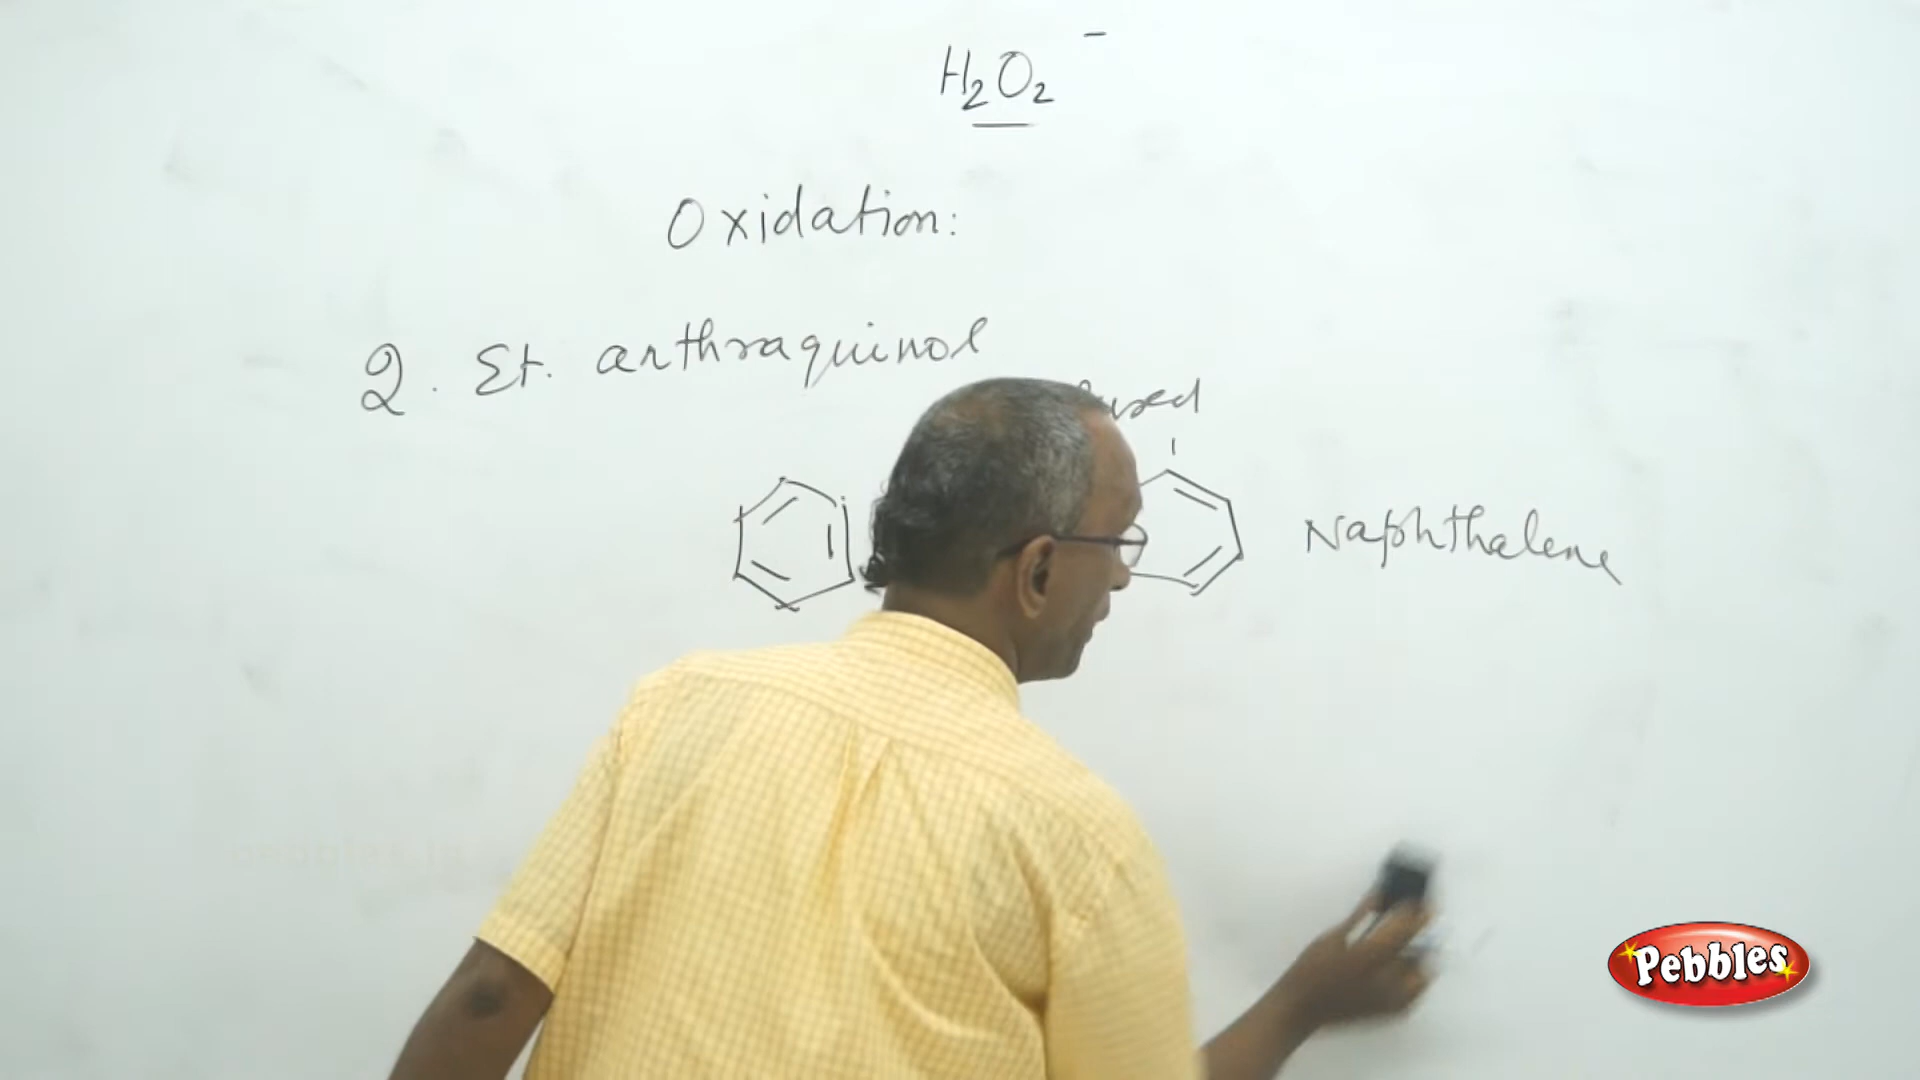 H₂O₂
Oxidation:
2. Et. anthraquinol
Naphthalene
Pebbles